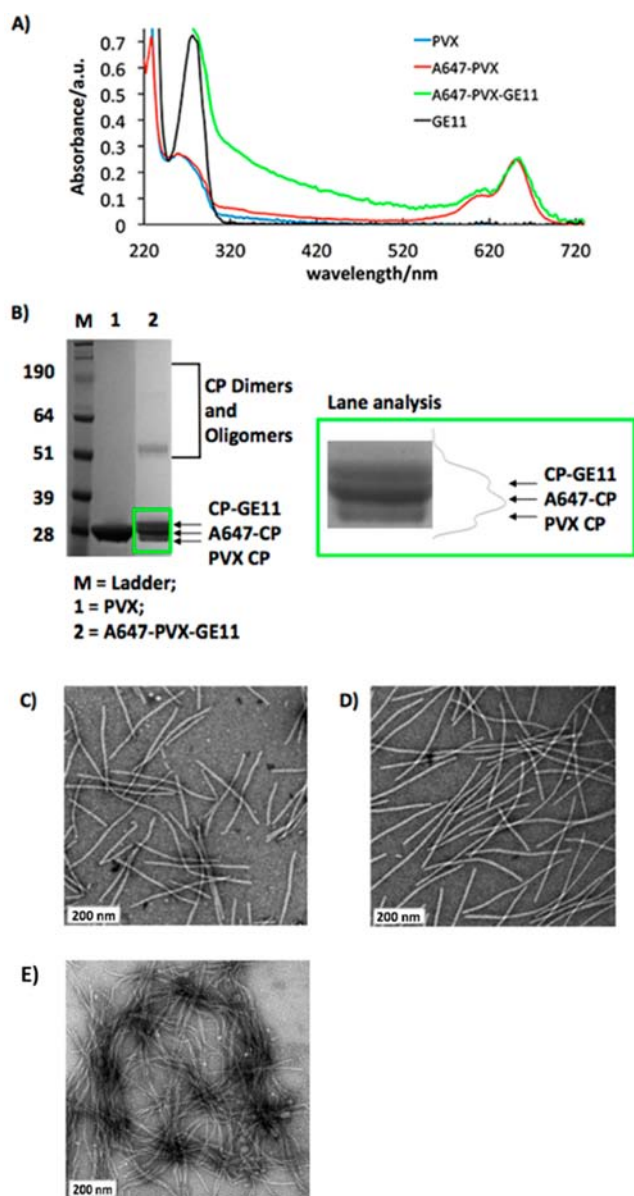 A)
Absorbance/a.u.
0.7
0.6
0.5
0.4
0.3
0.2
0.1
0
220 320 420 520 620 720
wavelength/nm
PVX
A647-PVX
A647-PVX-GE11
GE11
B)
M 1 2
190
64
51
39
28
CP Dimers
and
Oligomers
CP-GE11
A647-CP
PVX CP
M = Ladder;
1 = PVX;
2 = A647-PVX-GE11
Lane analysis
CP-GE11
A647-CP
PVX CP
C)
200 nm
D)
200 nm
E)
200 nm